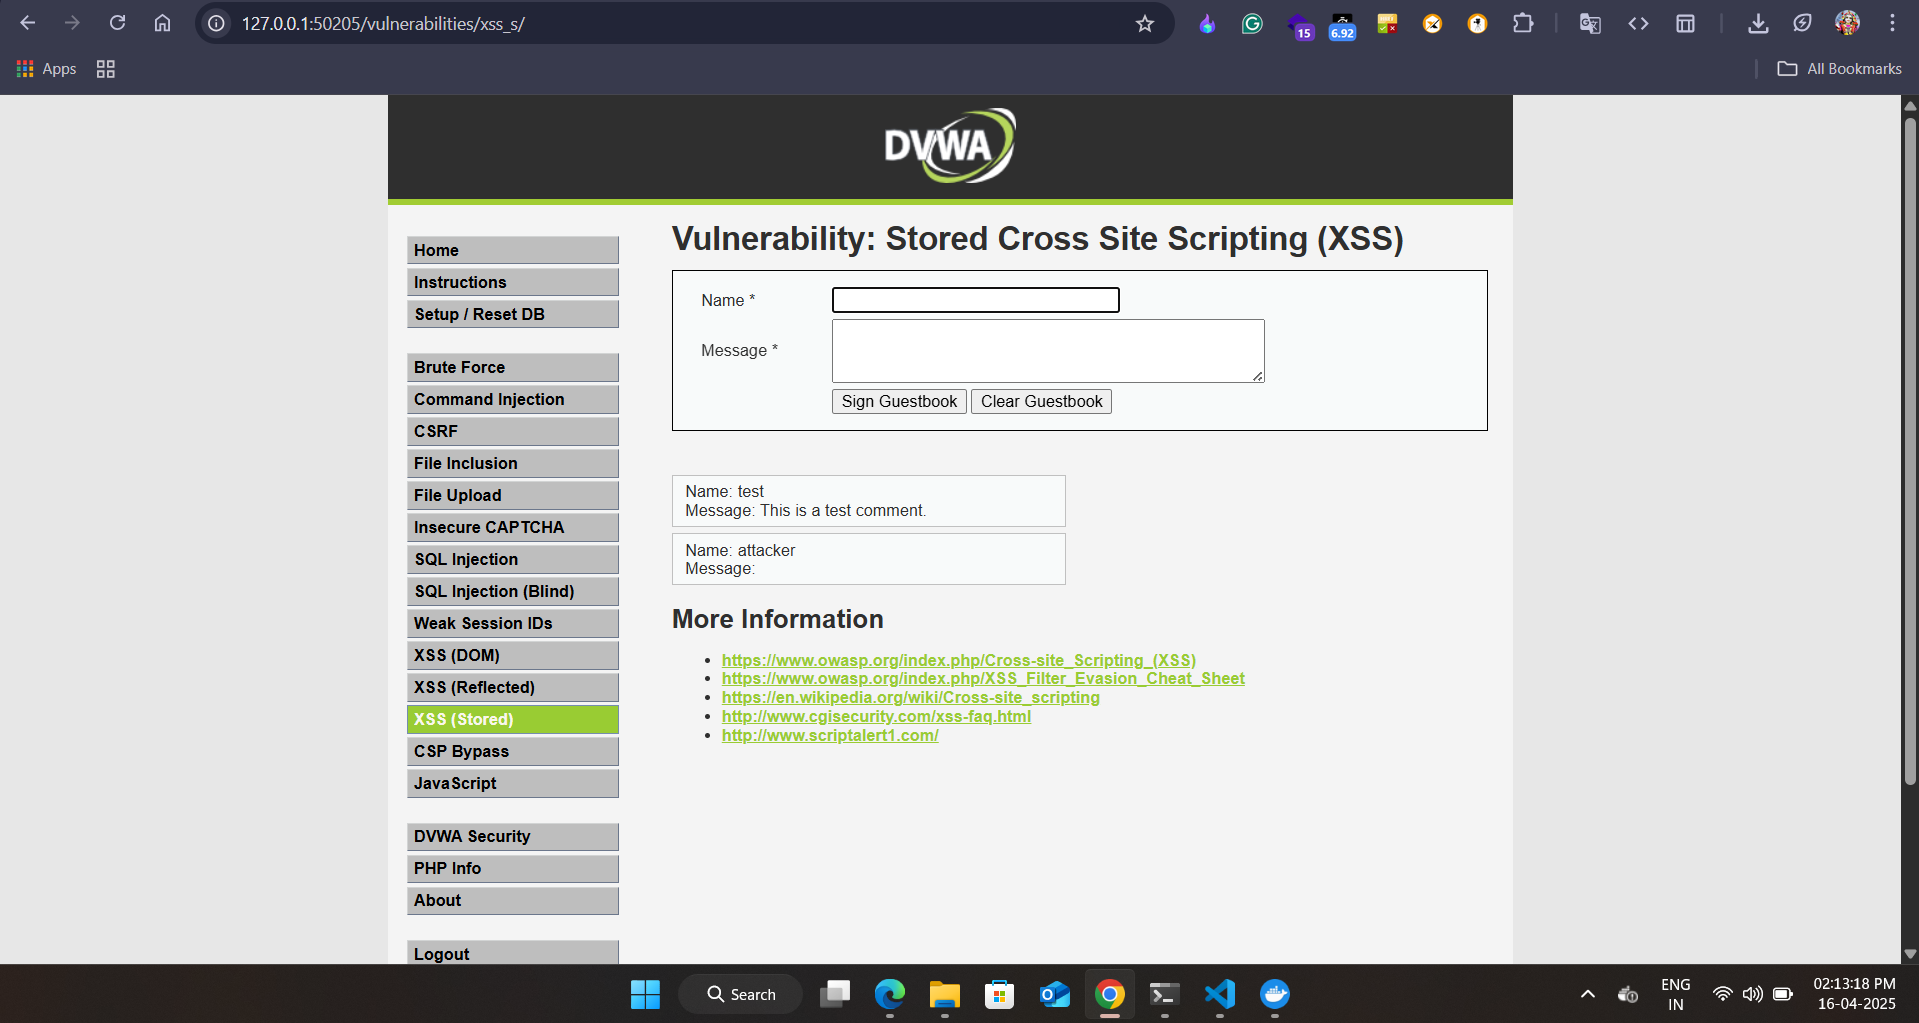 127.0.0.1:50205/vulnerabilities/xss_s/
15
6.92
Apps
All Bookmarks
DVWA
Home
Instructions
Setup / Reset DB
Brute Force
Command Injection
CSRF
File Inclusion
File Upload
Insecure CAPTCHA
SQL Injection
SQL Injection (Blind)
Weak Session IDs
XSS (DOM)
XSS (Reflected)
XSS (Stored)
CSP Bypass
JavaScript
DVWA Security
PHP Info
About
Logout
Vulnerability: Stored Cross Site Scripting (XSS)
Name *
Message *
Sign Guestbook Clear Guestbook
Name: test
Message: This is a test comment.
Name: attacker
Message:
More Information
https://www.owasp.org/index.php/Cross-site_Scripting_(XSS)
https://www.owasp.org/index.php/XSS_Filter_Evasion_Cheat_Sheet
https://en.wikipedia.org/wiki/Cross-site_scripting
http://www.cgisecurity.com/xss-faq.html
http://www.scriptalert1.com/
Search
ENG
IN
02:13:18 PM
16-04-2025